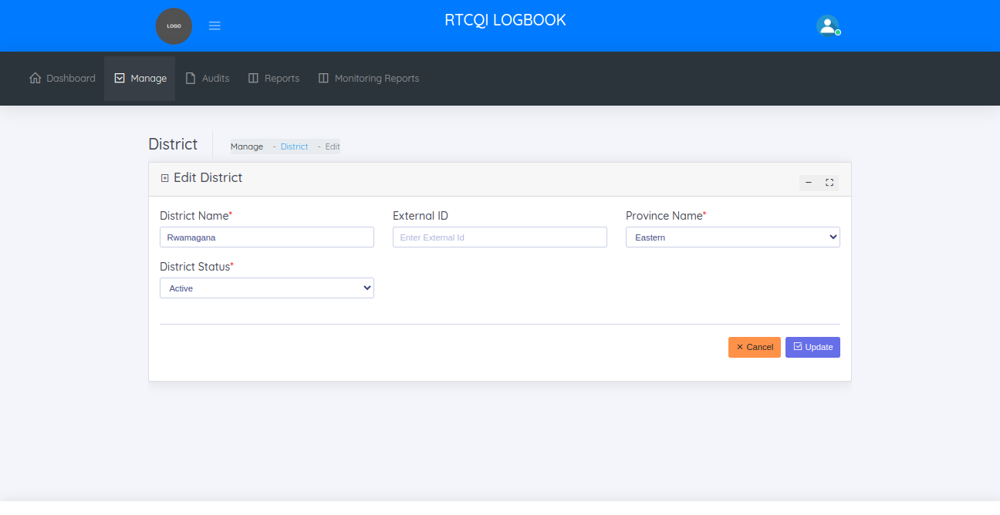 LOGO
RTCQI LOGBOOK
Dashboard Manage Audits Reports Monitoring Reports
District Manage - District - Edit
Edit District
District Name* External ID Province Name*
Rwamagana Enter External Id Eastern
District Status*
Active
Cancel Update